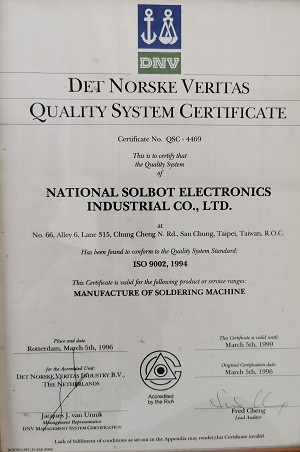 DNV
DET NORSKE VERITAS
QUALITY SYSTEM CERTIFICATE
Certificate No. QSC - 4469
This is to certify that
the Quality System
of
NATIONAL SOLBOT ELECTRONICS
INDUSTRIAL CO., LTD.
at
No. 66, Alley 6, Lane 315, Chung Cheng N. Rd., San Chung, Taipei, Taiwan, R.O.C.
Has been found to conform to the Quality System Standard:
ISO 9002, 1994
This Certificate is valid for the following product or service ranges:
MANUFACTURE OF SOLDERING MACHINE
Place and date:
Rotterdam, March 5th, 1996
for the Accredited Unit:
DET NORSKE VERITAS INDUSTRY B.V.,
THE NETHERLANDS
Jacques J. van Unnik
Management Representative
DNV MANAGEMENT SYSTEM CERTIFICATION
Accredited
by the RvA
This Certificate is valid until:
March 5th, 1999
Original Certification date:
March 5th, 1996
Fred Cheng
Lead Auditor
Lack of fulfilment of conditions as set out in the Appendix may render this Certificate invalid.